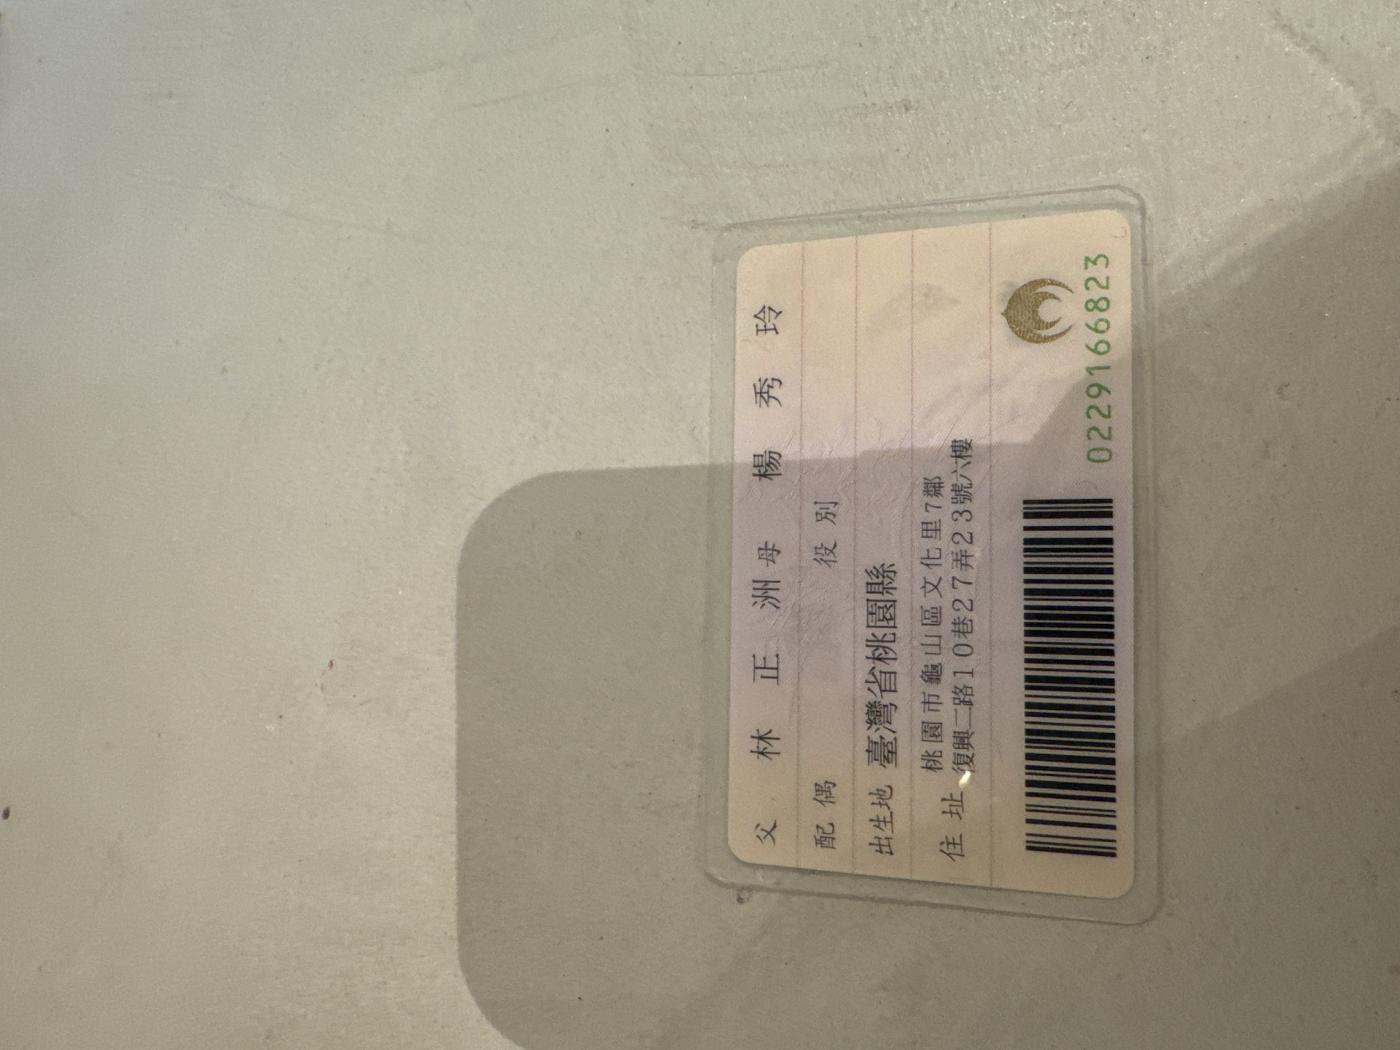 父 林 正 洲 母 楊 秀 玲
配偶 役別
出生地 臺灣省桃園縣
住址 桃園市龜山區文化里7鄰
復興二路10巷27弄23號六樓
0229166823